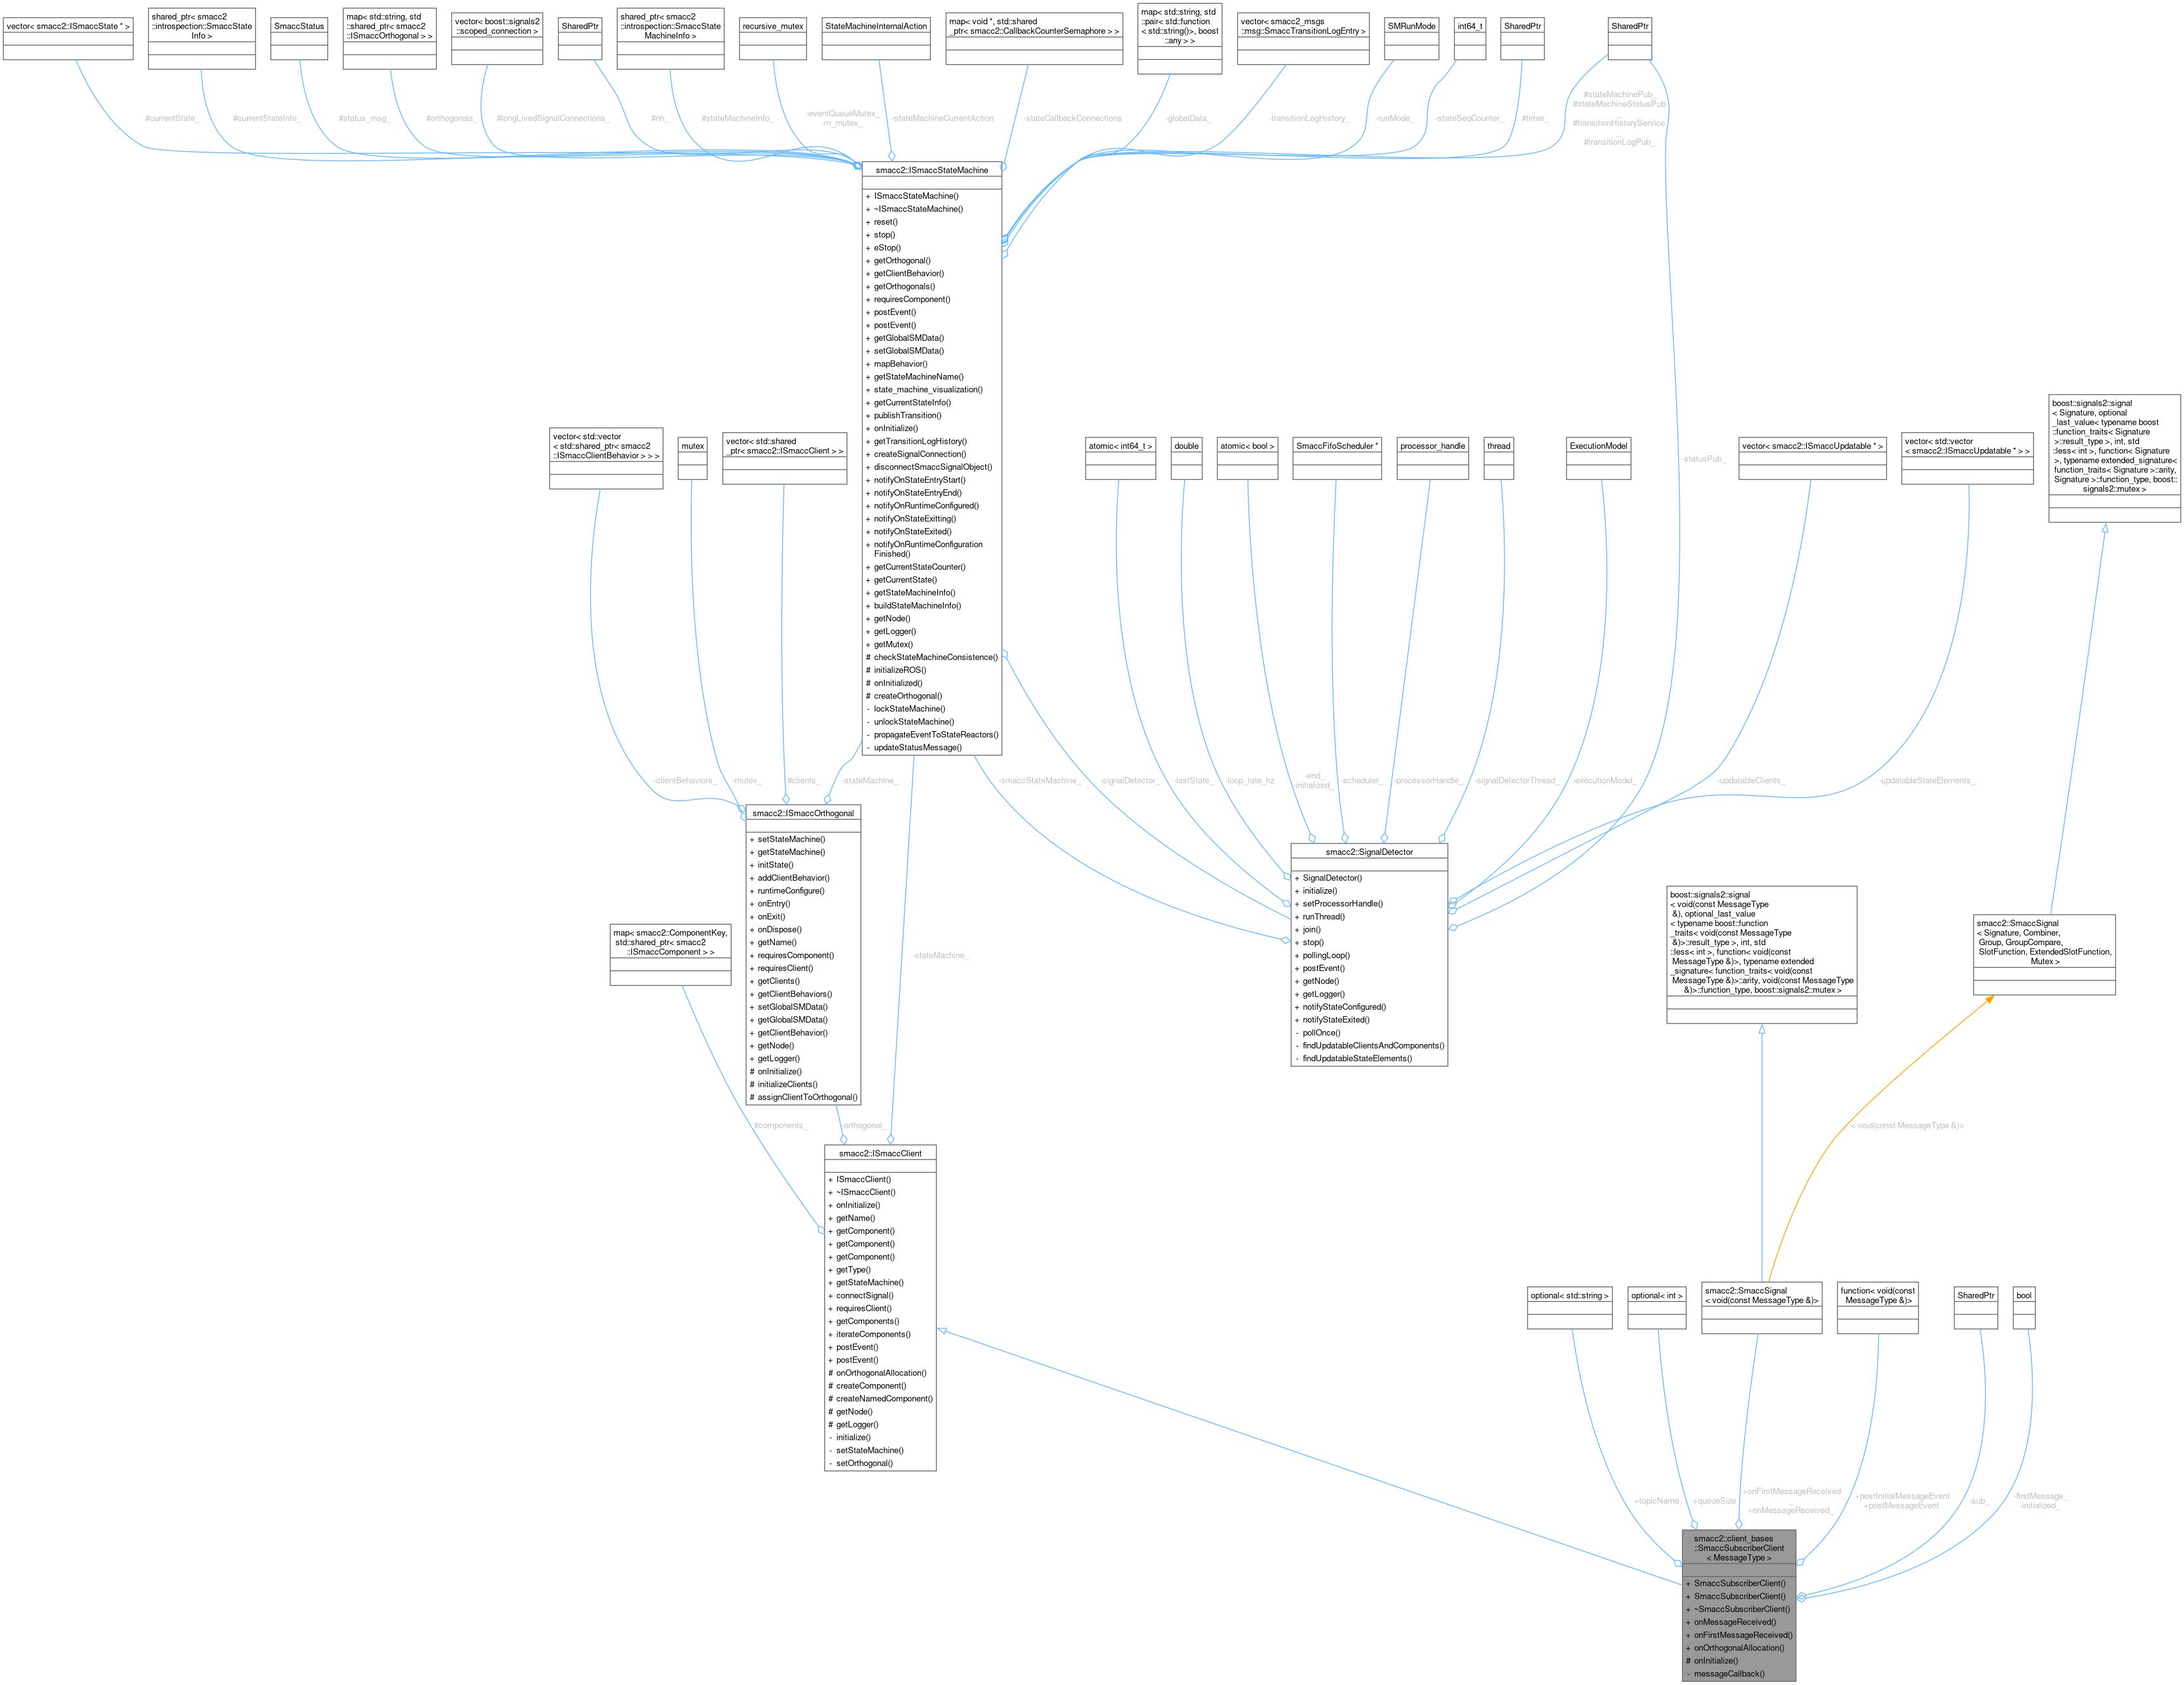 vector< smacc2::ISmaccState * >
shared_ptr< smacc2
::introspection::SmaccState
Info >
SmaccStatus
map< std::string, std
::shared_ptr< smacc2
::ISmaccOrthogonal > >
vector< boost::signals2
::scoped_connection >
SharedPtr
shared_ptr< smacc2
::introspection::SmaccState
MachineInfo >
recursive_mutex
StateMachineInternalAction
map< void *, std::shared
_ptr< smacc2::CallbackCounterSemaphore > >
map< std::string, std
::pair< std::function
< std::string()>, boost
::any > >
vector< smacc2_msgs
::msg::SmaccTransitionLogEntry >
SMRunMode
int64_t
SharedPtr
SharedPtr
#currentState_
#currentStateInfo_
#status_msg_
#orthogonals_
#longLivedSignalConnections_
#nh_
#stateMachineInfo_
-eventQueueMutex_
-m_mutex_
-stateMachineCurrentAction
-stateCallbackConnections
-globalData_
-transitionLogHistory_
-runMode_
-stateSeqCounter_
#timer_
#stateMachinePub_
#stateMachineStatusPub
_
#transitionHistoryService
_
#transitionLogPub_
smacc2::ISmaccStateMachine
+ ISmaccStateMachine()
+ ~ISmaccStateMachine()
+ reset()
+ stop()
+ eStop()
+ getOrthogonal()
+ getClientBehavior()
+ getOrthogonals()
+ requiresComponent()
+ postEvent()
+ postEvent()
+ getGlobalSMData()
+ setGlobalSMData()
+ mapBehavior()
+ getStateMachineName()
+ state_machine_visualization()
+ getCurrentStateInfo()
+ publishTransition()
+ onInitialize()
+ getTransitionLogHistory()
+ createSignalConnection()
+ disconnectSmaccSignalObject()
+ notifyOnStateEntryStart()
+ notifyOnStateEntryEnd()
+ notifyOnRuntimeConfigured()
+ notifyOnStateExitting()
+ notifyOnStateExited()
+ notifyOnRuntimeConfiguration
Finished()
+ getCurrentStateCounter()
+ getCurrentState()
+ getStateMachineInfo()
+ buildStateMachineInfo()
+ getNode()
+ getLogger()
+ getMutex()
# checkStateMachineConsistence()
# initializeROS()
# onInitialized()
# createOrthogonal()
- lockStateMachine()
- unlockStateMachine()
- propagateEventToStateReactors()
- updateStatusMessage()
vector< std::vector
< std::shared_ptr< smacc2
::ISmaccClientBehavior > > >
mutex
vector< std::shared
_ptr< smacc2::ISmaccClient > >
atomic< int64_t >
double
atomic< bool >
SmaccFifoScheduler *
processor_handle
thread
ExecutionModel
-statusPub_
vector< smacc2::ISmaccUpdatable * >
vector< std::vector
< smacc2::ISmaccUpdatable * > >
boost::signals2::signal
< Signature, optional
_last_value< typename boost
::function_traits< Signature
>::result_type >, int, std
::less< int >, function< Signature
>, typename extended_signature<
function_traits< Signature >::arity,
Signature >::function_type, boost::
signals2::mutex >
-clientBehaviors_
-mutex_
#clients_
-stateMachine_
-smaccStateMachine_
-signalDetector_
-lastState_
-loop_rate_hz
-end_
-initialized_
-scheduler_
-processorHandle_
-signalDetectorThread_
-executionModel_
-updatableClients_
-updatableStateElements_
smacc2::ISmaccOrthogonal
+ setStateMachine()
+ getStateMachine()
+ initState()
+ addClientBehavior()
+ runtimeConfigure()
+ onEntry()
+ onExit()
+ onDispose()
+ getName()
+ requiresComponent()
+ requiresClient()
+ getClients()
+ getClientBehaviors()
+ setGlobalSMData()
+ getGlobalSMData()
+ getClientBehavior()
+ getNode()
+ getLogger()
# onInitialize()
# initializeClients()
# assignClientToOrthogonal()
smacc2::SignalDetector
+ SignalDetector()
+ initialize()
+ setProcessorHandle()
+ runThread()
+ join()
+ stop()
+ pollingLoop()
+ postEvent()
+ getNode()
+ getLogger()
+ notifyStateConfigured()
+ notifyStateExited()
- pollOnce()
- findUpdatableClientsAndComponents()
- findUpdatableStateElements()
map< smacc2::ComponentKey,
std::shared_ptr< smacc2
::ISmaccComponent > >
-stateMachine_
boost::signals2::signal
< void(const MessageType
&), optional_last_value
< typename boost::function
_traits< void(const MessageType
&)>::result_type >, int, std
::less< int >, function< void(const
MessageType &)>, typename extended
_signature< function_traits< void(const
MessageType &)>::arity, void(const MessageType
&)>::function_type, boost::signals2::mutex >
smacc2::SmaccSignal
< Signature, Combiner,
Group, GroupCompare,
SlotFunction, ExtendedSlotFunction,
Mutex >
#components_
-orthogonal_
< void(const MessageType &)>
smacc2::ISmaccClient
+ ISmaccClient()
+ ~ISmaccClient()
+ onInitialize()
+ getName()
+ getComponent()
+ getComponent()
+ getComponent()
+ getType()
+ getStateMachine()
+ connectSignal()
+ requiresClient()
+ getComponents()
+ iterateComponents()
+ postEvent()
+ postEvent()
# onOrthogonalAllocation()
# createComponent()
# createNamedComponent()
# getNode()
# getLogger()
- initialize()
- setStateMachine()
- setOrthogonal()
optional< std::string >
optional< int >
smacc2::SmaccSignal
< void(const MessageType &)>
function< void(const
MessageType &)>
SharedPtr
bool
+topicName
+queueSize
+onFirstMessageReceived
_
+onMessageReceived_
+postInitialMessageEvent
+postMessageEvent
-sub_
-firstMessage_
-initialized_
smacc2::client_bases
::SmaccSubscriberClient
< MessageType >
+ SmaccSubscriberClient()
+ SmaccSubscriberClient()
+ ~SmaccSubscriberClient()
+ onMessageReceived()
+ onFirstMessageReceived()
+ onOrthogonalAllocation()
# onInitialize()
- messageCallback()